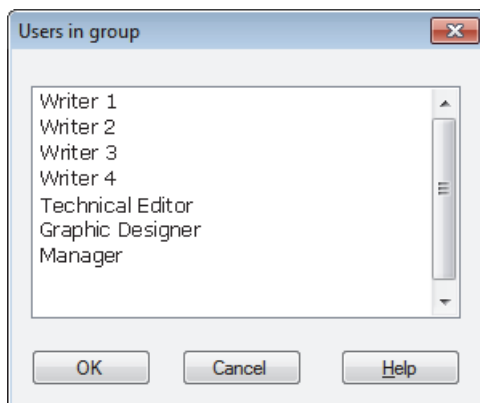 Users in group
Writer 1
Writer 2
Writer 3
Writer 4
Technical Editor
Graphic Designer
Manager
OK Cancel Help